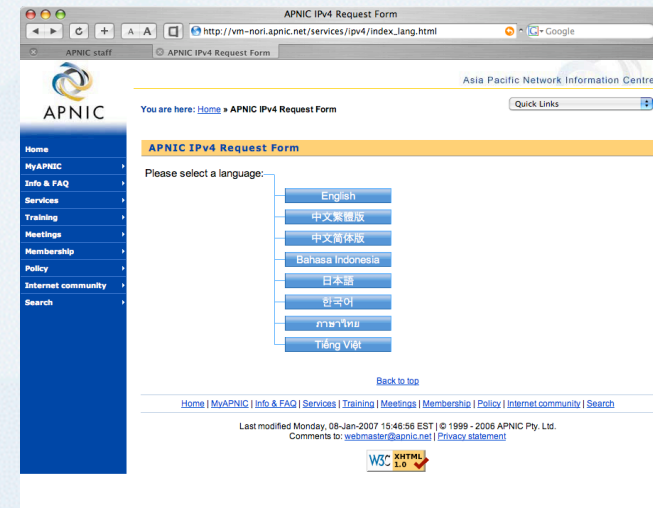 APNIC IPv4 Request Form
A A http://vm-nori.apnic.net/services/ipv4/index_lang.html G Google
APNIC staff APNIC IPv4 Request Form
APNIC
Asia Pacific Network Information Centre
You are here: Home » APNIC IPv4 Request Form
Quick Links
Home
MyAPNIC
Info & FAQ
Services
Training
Meetings
Membership
Policy
Internet community
Search
APNIC IPv4 Request Form
Please select a language:
English
中文繁體版
中文简体版
Bahasa Indonesia
日本語
한국어
ภาษาไทย
Tiếng Việt
Back to top
Home | MyAPNIC | Info & FAQ | Services | Training | Meetings | Membership | Policy | Internet community | Search
Last modified Monday, 08-Jan-2007 15:46:56 EST | © 1999 - 2006 APNIC Pty. Ltd.
Comments to: webmaster@apnic.net | Privacy statement
W3C XHTML 1.0